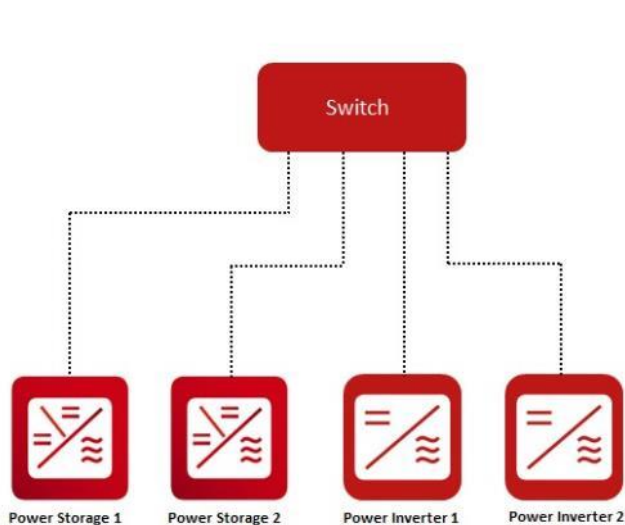 Switch
Power Storage 1
Power Storage 2
Power Inverter 1
Power Inverter 2